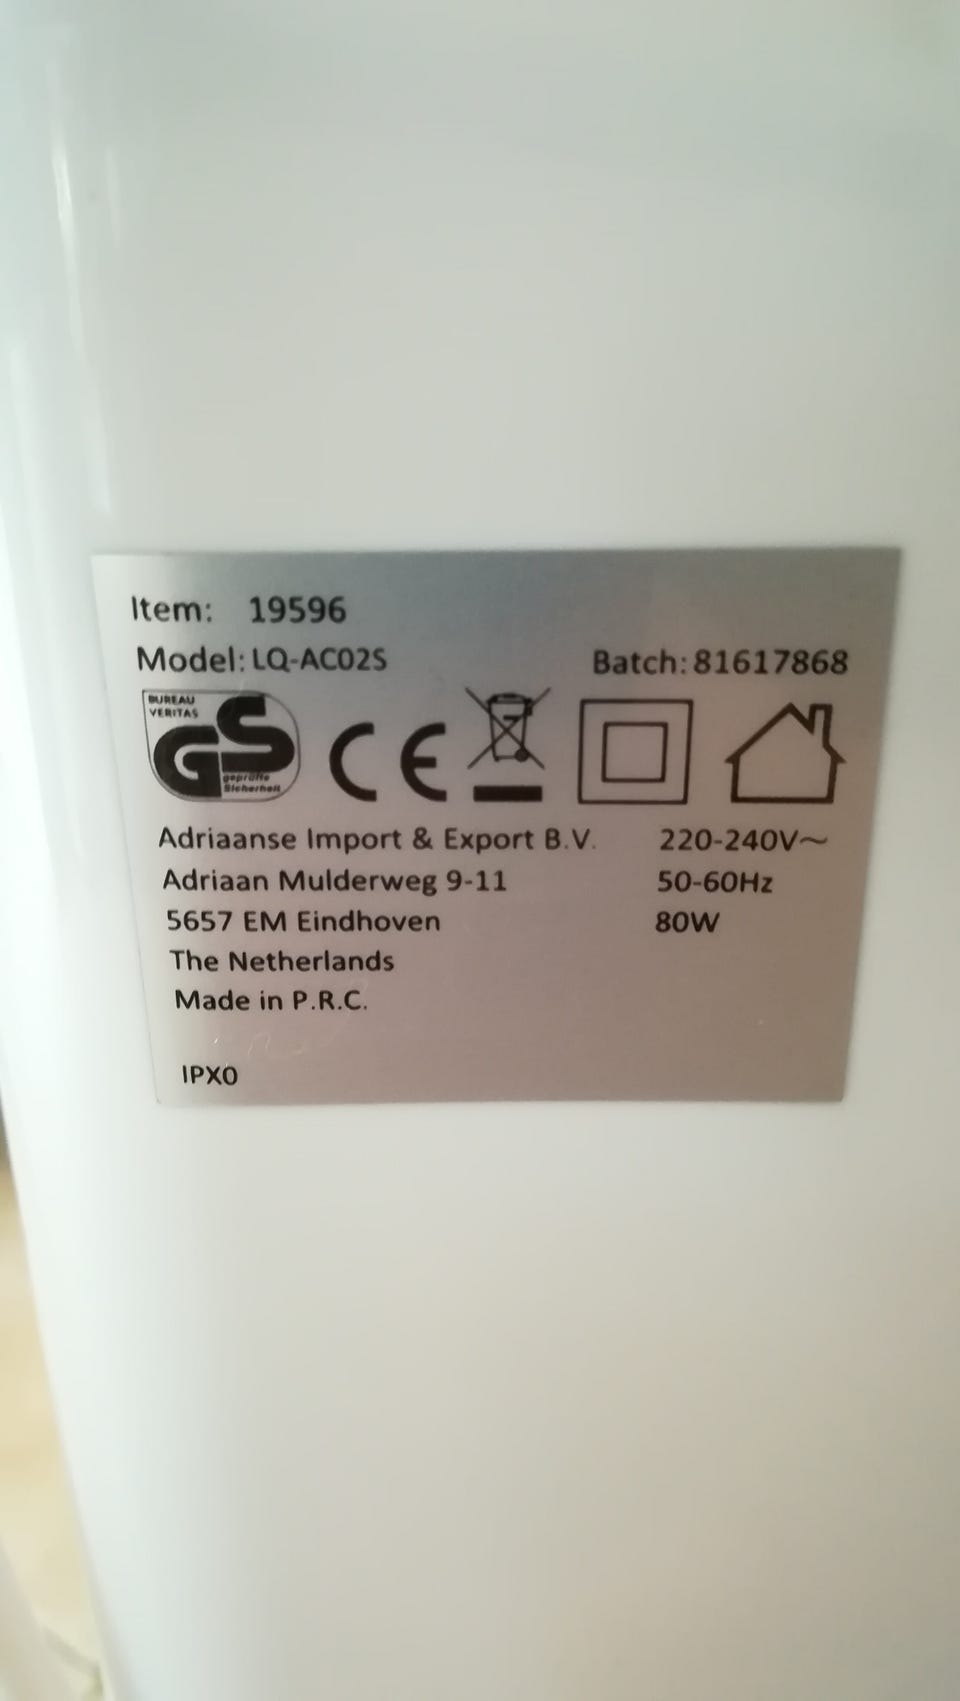 Item: 19596
Model: LQ-AC02S
Batch: 81617868
BUREAU
VERITAS
GS
geprüfte
Sicherheit
CE
Adriaanse Import & Export B.V.
220-240V~
Adriaan Mulderweg 9-11
50-60Hz
5657 EM Eindhoven
80W
The Netherlands
Made in P.R.C.
IPX0